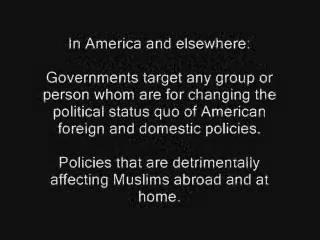 In America and elsewhere:
Governments target any group or
person whom are for changing the
political status quo of American
foreign and domestic policies.
Policies that are detrimentally
affecting Muslims abroad and at
home.